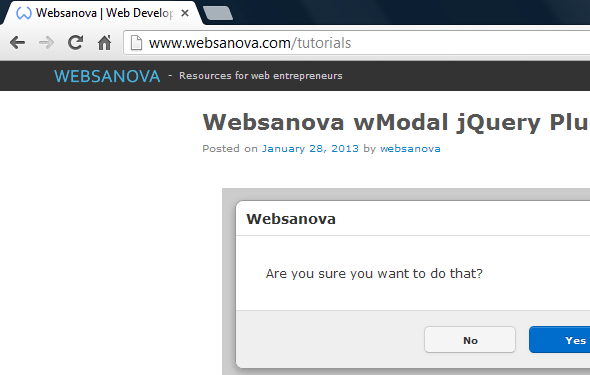 Websanova | Web Develop
www.websanova.com/tutorials
WEBSANOVA - Resources for web entrepreneurs
Websanova wModal jQuery Plu
Posted on January 28, 2013 by websanova
Websanova
Are you sure you want to do that?
No Yes